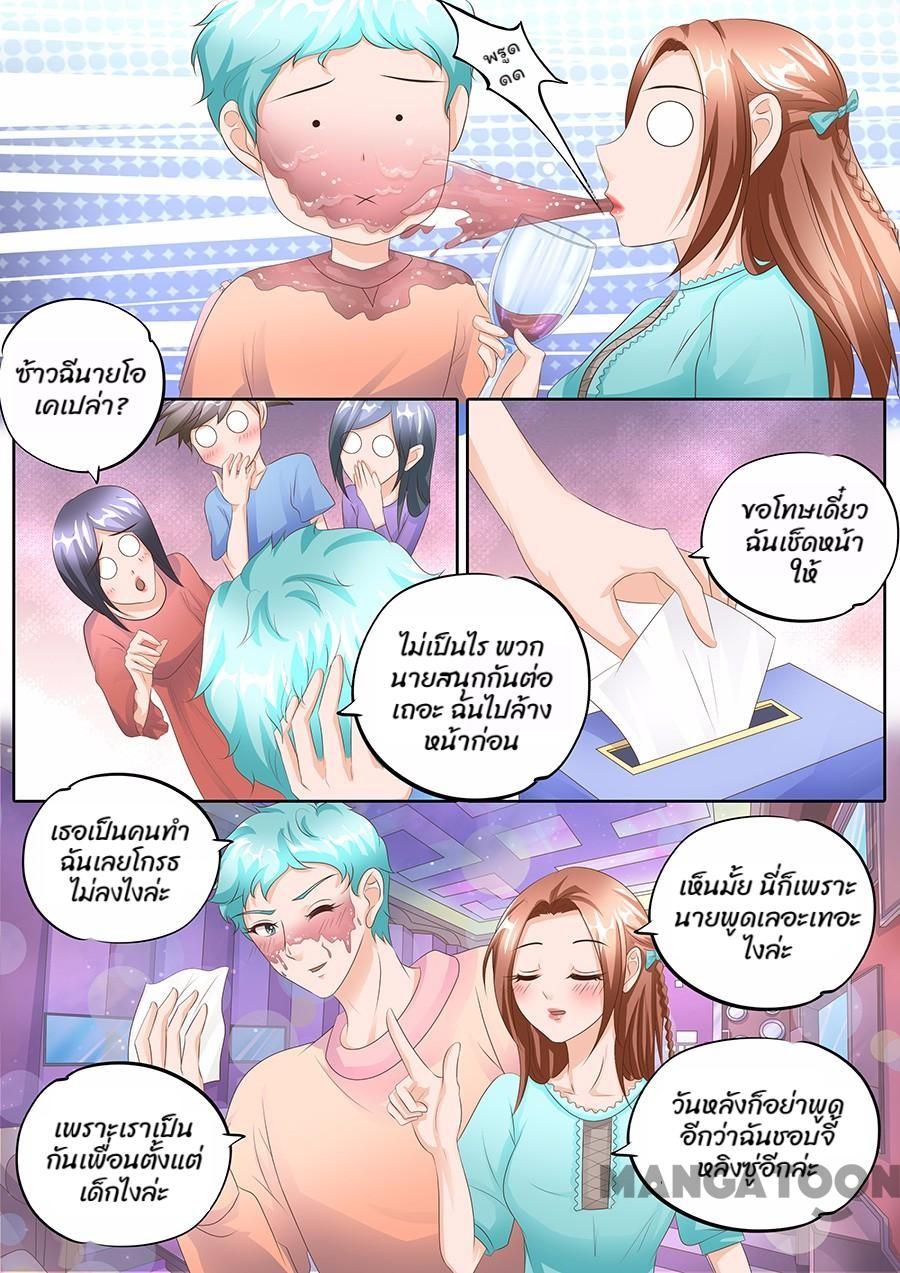 พรูด
ดด
ซ้าวฉีนายโอ
เคเปล่า?
ขอโทษเดี๋ยว
ฉันเช็ดหน้า
ให้
ไม่เป็นไร พวก
นายสนุกกันต่อ
เถอะ ฉันไปล้าง
หน้าก่อน
เธอเป็นคนทำ
ฉันเลยโกรธ
ไม่ลงไงล่ะ
เห็นมั้ย นี่ก็เพราะ
นายพูดเลอะเทอะ
ไงล่ะ
เพราะเราเป็น
กันเพื่อนตั้งแต่
เด็กไงล่ะ
วันหลังก็อย่าพูด
อีกว่าฉันชอบจี้
หลิงซู่อีกล่ะ
MANGATOON